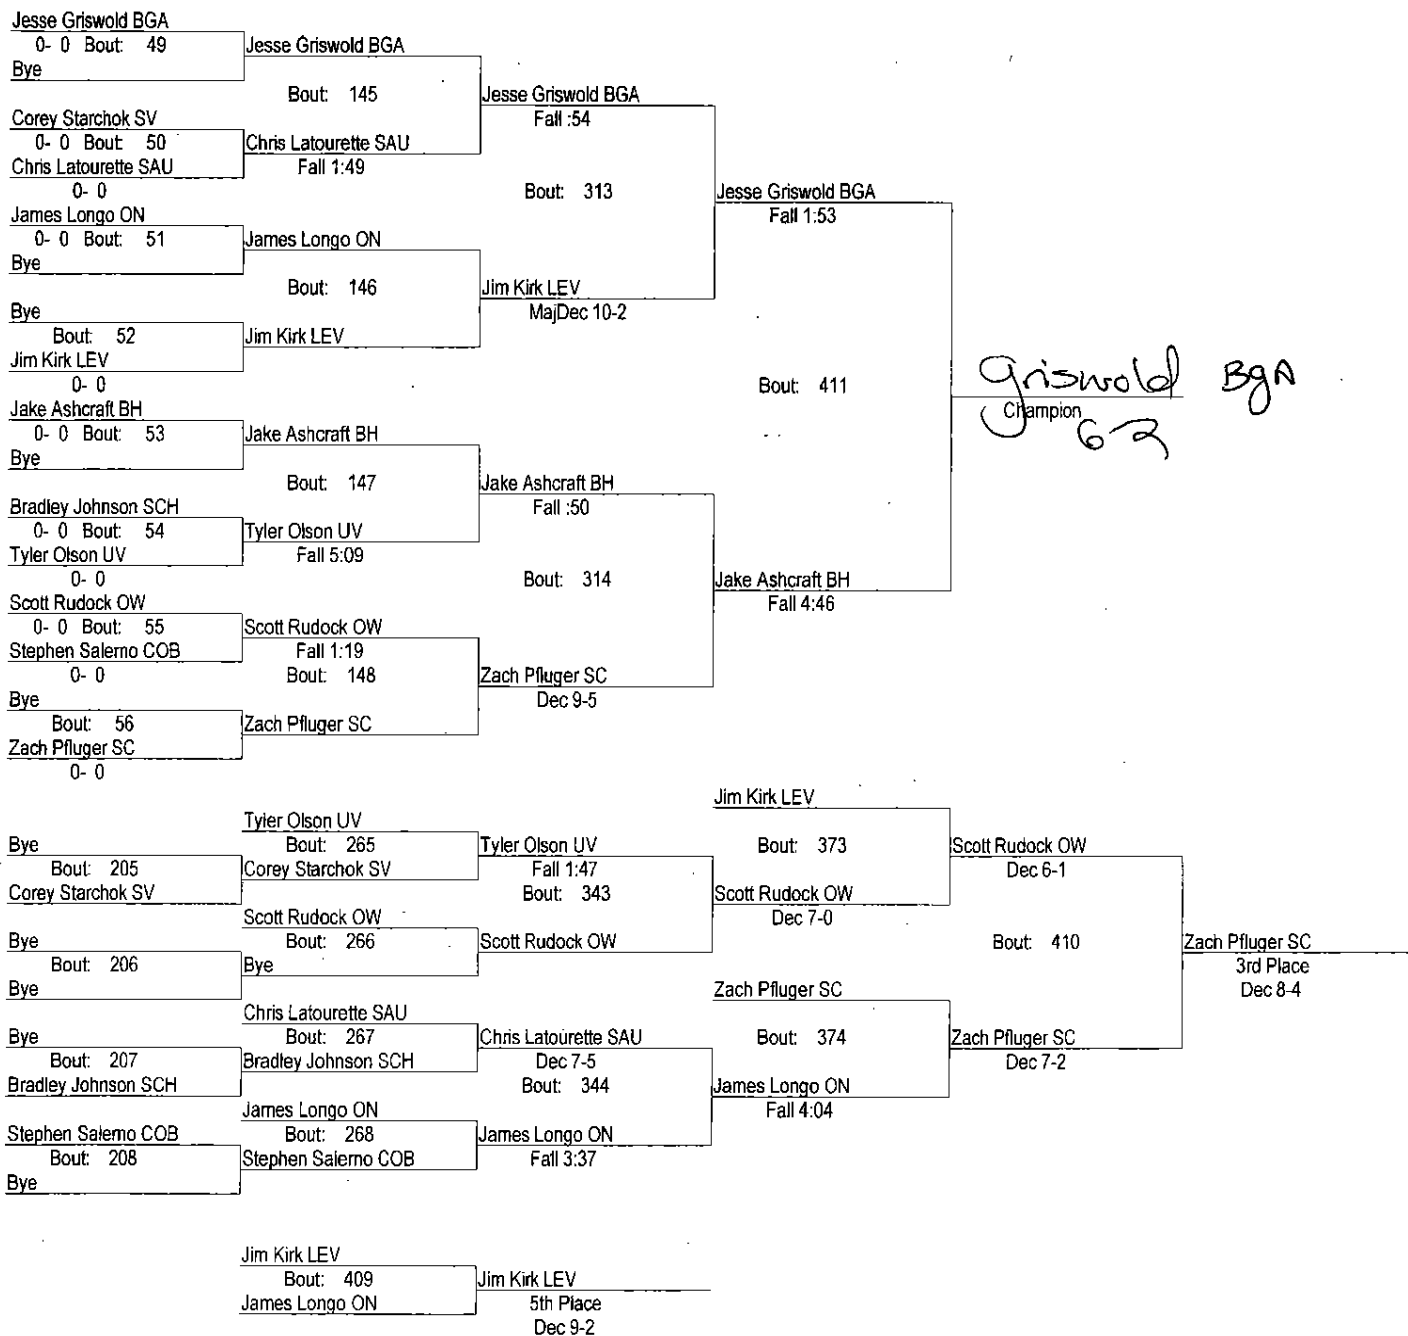 Jesse Griswold BGA
0- 0 Bout: 49
Bye
Jesse Griswold BGA
Bout: 145
Corey Starchok SV
0- 0 Bout: 50
Chris Latourette SAU
0- 0
Chris Latourette SAU
Fall 1:49
Jesse Griswold BGA
Fall :54
Bout: 313
James Longo ON
0- 0 Bout: 51
Bye
James Longo ON
Bout: 146
Bye
Bout: 52
Jim Kirk LEV
0- 0
Jim Kirk LEV
Jim Kirk LEV
MajDec 10-2
Jesse Griswold BGA
Fall 1:53
Bout: 411
Griswold BgA
Champion
6-2
Jake Ashcraft BH
0- 0 Bout: 53
Bye
Jake Ashcraft BH
Bout: 147
Bradley Johnson SCH
0- 0 Bout: 54
Tyler Olson UV
0- 0
Tyler Olson UV
Fall 5:09
Jake Ashcraft BH
Fall :50
Bout: 314
Scott Rudock OW
0- 0 Bout: 55
Stephen Salerno COB
0- 0
Scott Rudock OW
Fall 1:19
Bout: 148
Bye
Bout: 56
Zach Pfluger SC
0- 0
Zach Pfluger SC
Zach Pfluger SC
Dec 9-5
Jake Ashcraft BH
Fall 4:46
Bye
Bout: 205
Corey Starchok SV
Tyler Olson UV
Bout: 265
Corey Starchok SV
Tyler Olson UV
Fall 1:47
Bout: 343
Bye
Bout: 206
Bye
Scott Rudock OW
Bout: 266
Bye
Scott Rudock OW
Jim Kirk LEV
Bout: 373
Scott Rudock OW
Dec 7-0
Scott Rudock OW
Dec 6-1
Bout: 410
Zach Pfluger SC
3rd Place
Dec 8-4
Bye
Bout: 207
Bradley Johnson SCH
Chris Latourette SAU
Bout: 267
Bradley Johnson SCH
Chris Latourette SAU
Dec 7-5
Bout: 344
Stephen Salerno COB
Bout: 208
Bye
James Longo ON
Bout: 268
Stephen Salerno COB
James Longo ON
Fall 3:37
Zach Pfluger SC
Bout: 374
James Longo ON
Fall 4:04
Zach Pfluger SC
Dec 7-2
Jim Kirk LEV
Bout: 409
James Longo ON
Jim Kirk LEV
5th Place
Dec 9-2